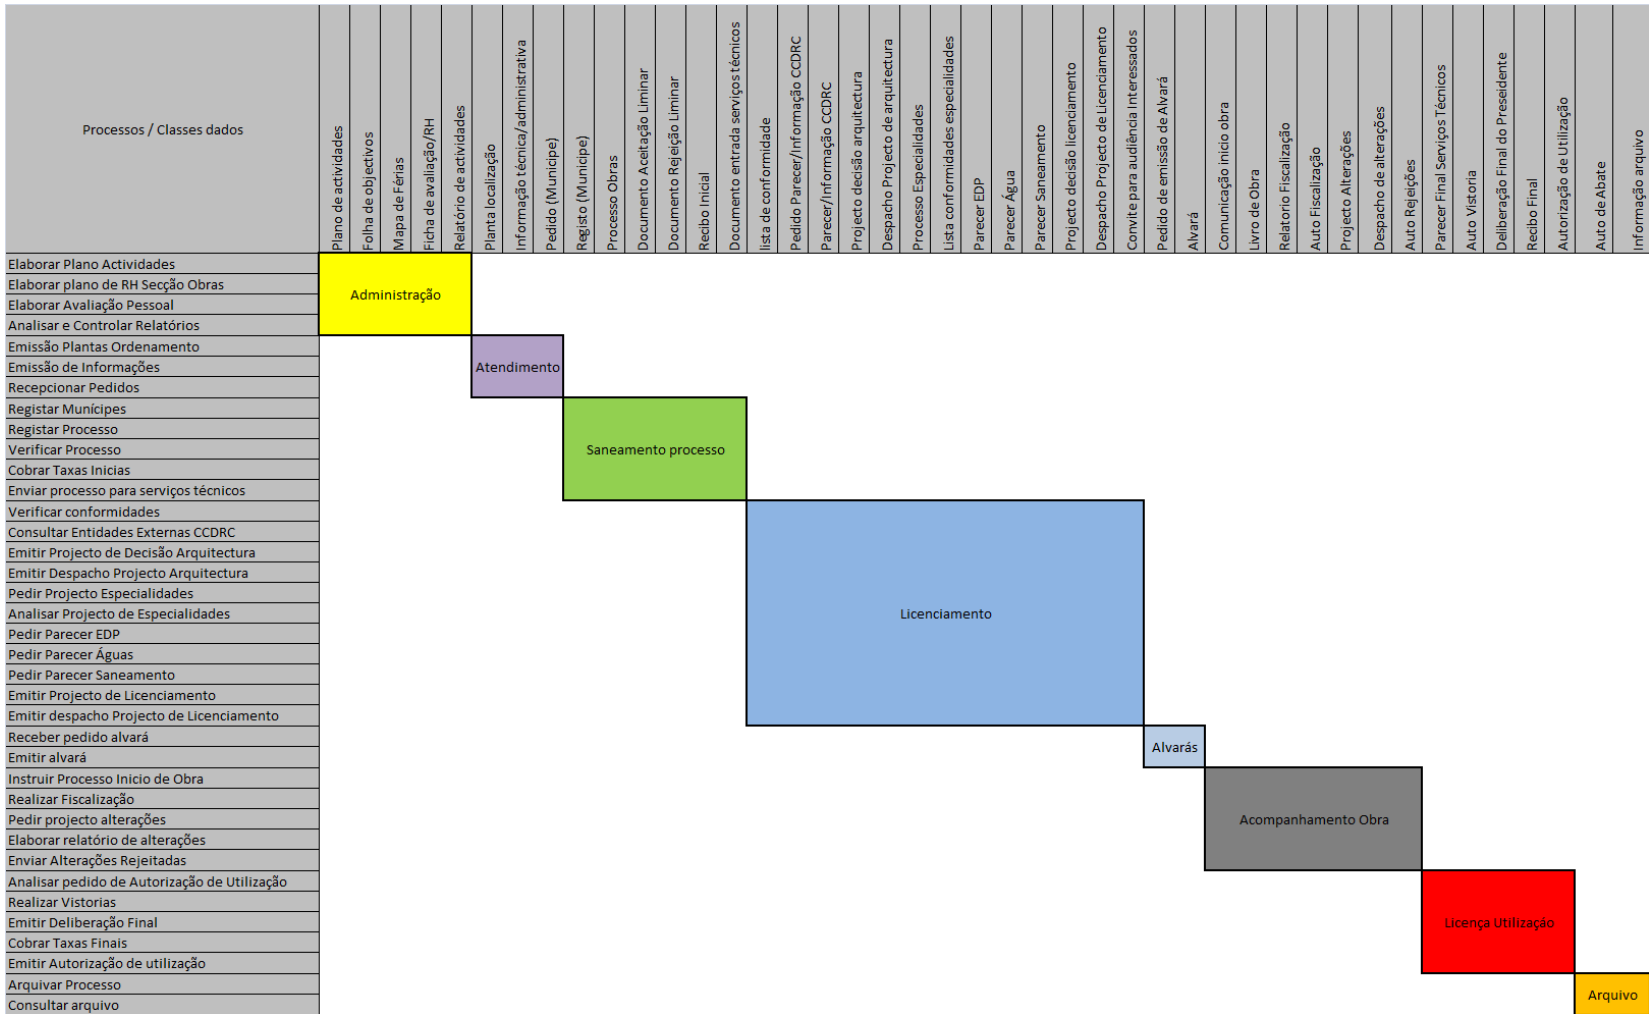 Processos / Classes dados
Plano de actividades
Folha de objectivos
Mapa de Férias
Ficha de avaliação/RH
Relatório de actividades
Planta localização
Informação técnica/administrativa
Pedido (Municipe)
Registo (Municipe)
Processo Obras
Documento Aceitação Liminar
Documento Rejeição Liminar
Recibo Inicial
Documento entrada serviços técnicos
lista de conformidade
Pedido Parecer/Informação CCDRC
Parecer/Informação CCDRC
Projecto decisão arquitectura
Despacho Projecto de arquitectura
Processo Especialidades
Lista conformidades especialidades
Parecer EDP
Parecer Água
Parecer Saneamento
Projecto decisão licenciamento
Despacho Projecto de Licenciamento
Convite para audiência Interessados
Pedido de emissão de Alvará
Alvará
Comunicação inicio obra
Livro de Obra
Relatorio Fiscalização
Auto Fiscalização
Projecto Alterações
Despacho de alterações
Auto Rejeições
Parecer Final Serviços Técnicos
Auto Vistoria
Deliberação Final do Preseidente
Recibo Final
Autorização de Utilização
Auto de Abate
Informação arquivo
Elaborar Plano Actividades
Elaborar plano de RH Secção Obras
Elaborar Avaliação Pessoal
Analisar e Controlar Relatórios
Administração
Emissão Plantas Ordenamento
Emissão de Informações
Recepcionar Pedidos
Atendimento
Registar Munícipes
Registar Processo
Verificar Processo
Cobrar Taxas Inicias
Enviar processo para serviços técnicos
Saneamento processo
Verificar conformidades
Consultar Entidades Externas CCDRC
Emitir Projecto de Decisão Arquitectura
Emitir Despacho Projecto Arquitectura
Pedir Projecto Especialidades
Analisar Projecto de Especialidades
Pedir Parecer EDP
Pedir Parecer Águas
Pedir Parecer Saneamento
Emitir Projecto de Licenciamento
Emitir despacho Projecto de Licenciamento
Licenciamento
Receber pedido alvará
Emitir alvará
Alvarás
Instruir Processo Inicio de Obra
Realizar Fiscalização
Pedir projecto alterações
Elaborar relatório de alterações
Enviar Alterações Rejeitadas
Acompanhamento Obra
Analisar pedido de Autorização de Utilização
Realizar Vistorias
Emitir Deliberação Final
Cobrar Taxas Finais
Emitir Autorização de utilização
Licença Utilização
Arquivar Processo
Consultar arquivo
Arquivo